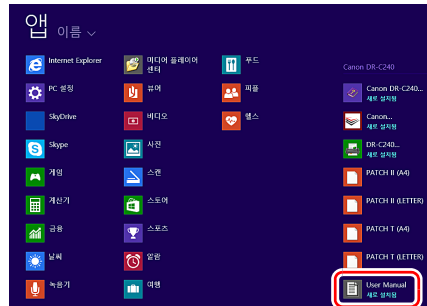 앱 이름
Internet Explorer
PC 설정
SkyDrive
Skype
게임
계산기
금융
날씨
녹음기
미디어 플레이어
센터
뷰어
비디오
사진
스캔
스토어
스포츠
알람
여행
푸드
피플
헬스
Canon DR-C240
Canon DR-C240...
새로 설치됨
Canon...
새로 설치됨
DR-C240...
새로 설치됨
PATCH II (A4)
PATCH II (LETTER)
PATCH T (A4)
PATCH T (LETTER)
User Manual
새로 설치됨